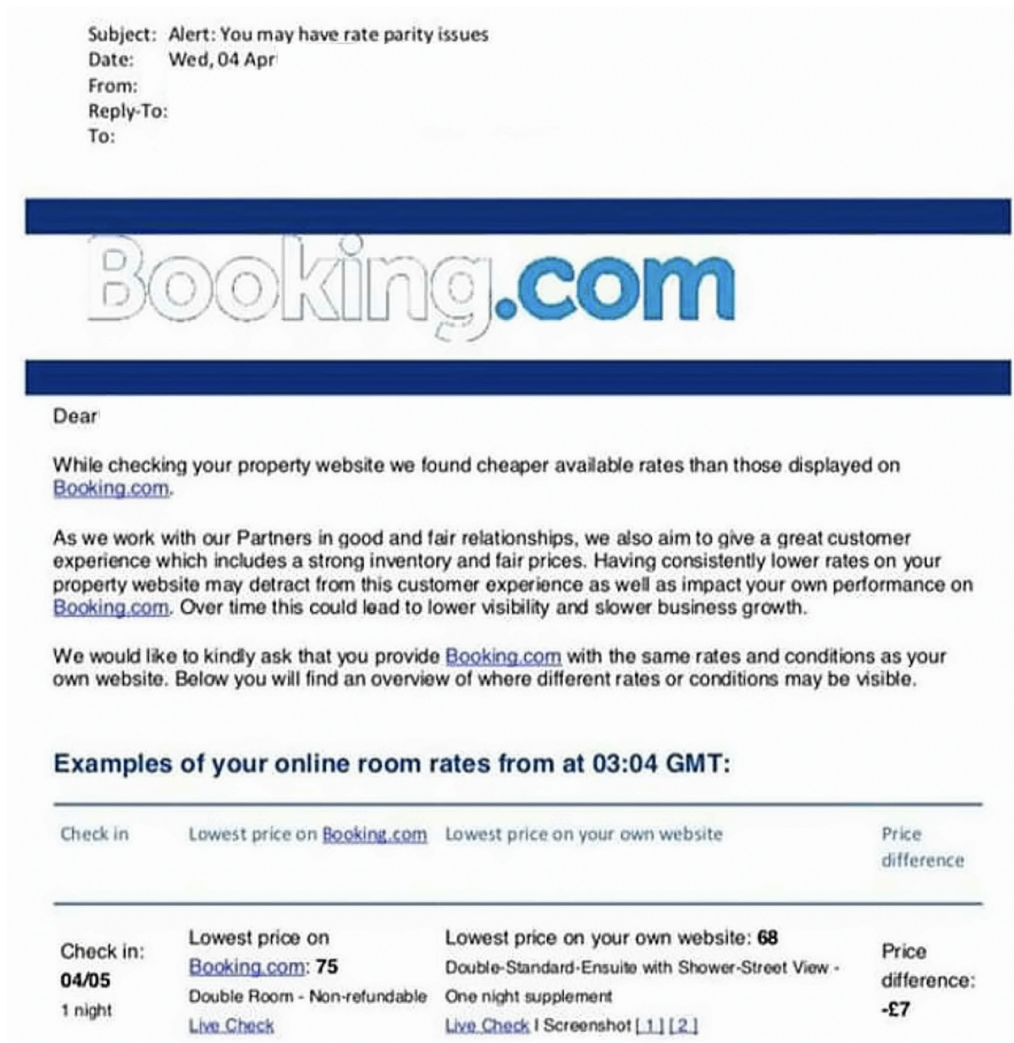 Subject: Alert: You may have rate parity issues
Date: Wed, 04 Apr
From:
Reply-To:
To:
Booking.com
Dear
While checking your property website we found cheaper available rates than those displayed on
Booking.com.
As we work with our Partners in good and fair relationships, we also aim to give a great customer
experience which includes a strong inventory and fair prices. Having consistently lower rates on your
property website may detract from this customer experience as well as impact your own performance on
Booking.com. Over time this could lead to lower visibility and slower business growth.
We would like to kindly ask that you provide Booking.com with the same rates and conditions as your
own website. Below you will find an overview of where different rates or conditions may be visible.
Examples of your online room rates from at 03:04 GMT:
Check in Lowest price on Booking.com Lowest price on your own website Price
difference
Check in:
04/05
1 night
Lowest price on
Booking.com: 75
Double Room - Non-refundable
Live Check
Lowest price on your own website: 68
Double-Standard-Ensuite with Shower-Street View -
One night supplement
Live Check | Screenshot [ 1 ] [ 2 ]
Price
difference:
-£7